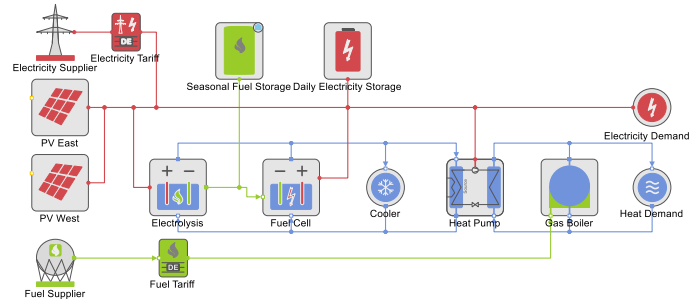 DE
Electricity Supplier
Electricity Tariff
Seasonal Fuel Storage
Daily Electricity Storage
PV East
Electricity Demand
PV West
Electrolysis
Fuel Cell
Cooler
Heat Pump
Gas Boiler
Heat Demand
DE
Fuel Supplier
Fuel Tariff